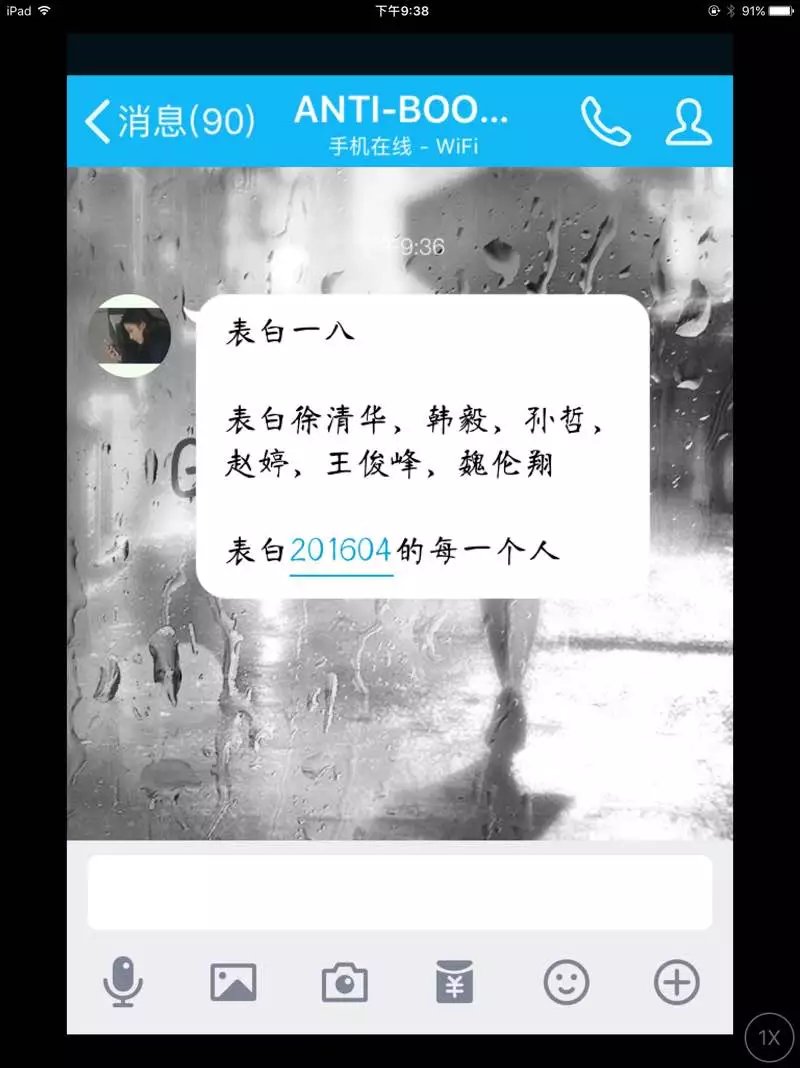 iPad 下午9:38 91%
消息(90) ANTI-BOO...
手机在线 - WiFi
9:36
表白一八
表白徐清华，韩毅，孙哲，
赵婷，王俊峰，魏伦翔
表白201604的每一个人
1X